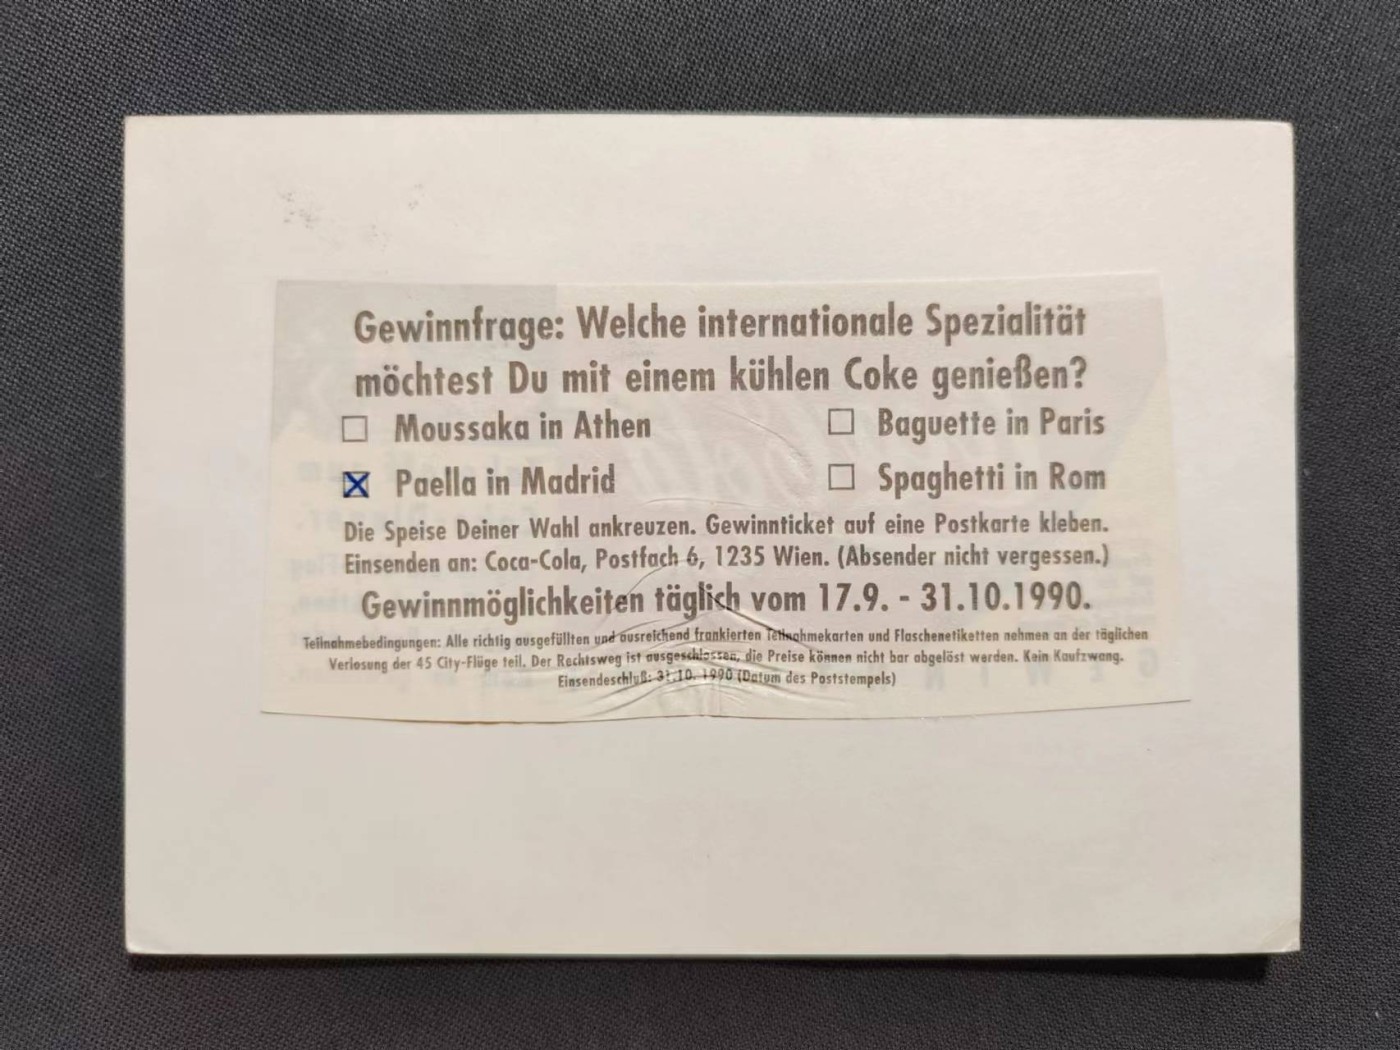 Gewinnfrage: Welche internationale Spezialität
möchtest Du mit einem kühlen Coke genießen?
☐ Moussaka in Athen ☐ Baguette in Paris
☒ Paella in Madrid ☐ Spaghetti in Rom
Die Speise Deiner Wahl ankreuzen. Gewinnticket auf eine Postkarte kleben.
Einsenden an: Coca-Cola, Postfach 6, 1235 Wien. (Absender nicht vergessen.)
Gewinnmöglichkeiten täglich vom 17.9. - 31.10.1990.
Teilnahmebedingungen: Alle richtig ausgefüllten und ausreichend frankierten Teilnahmekarten und Flaschenetiketten nehmen an der täglichen
Verlosung der 45 City-Flüge teil. Der Rechtsweg ist ausgeschlossen, die Preise können nicht bar abgelöst werden. Kein Kaufzwang.
Einsendeschluß: 31.10. 1990 (Datum des Poststempels)